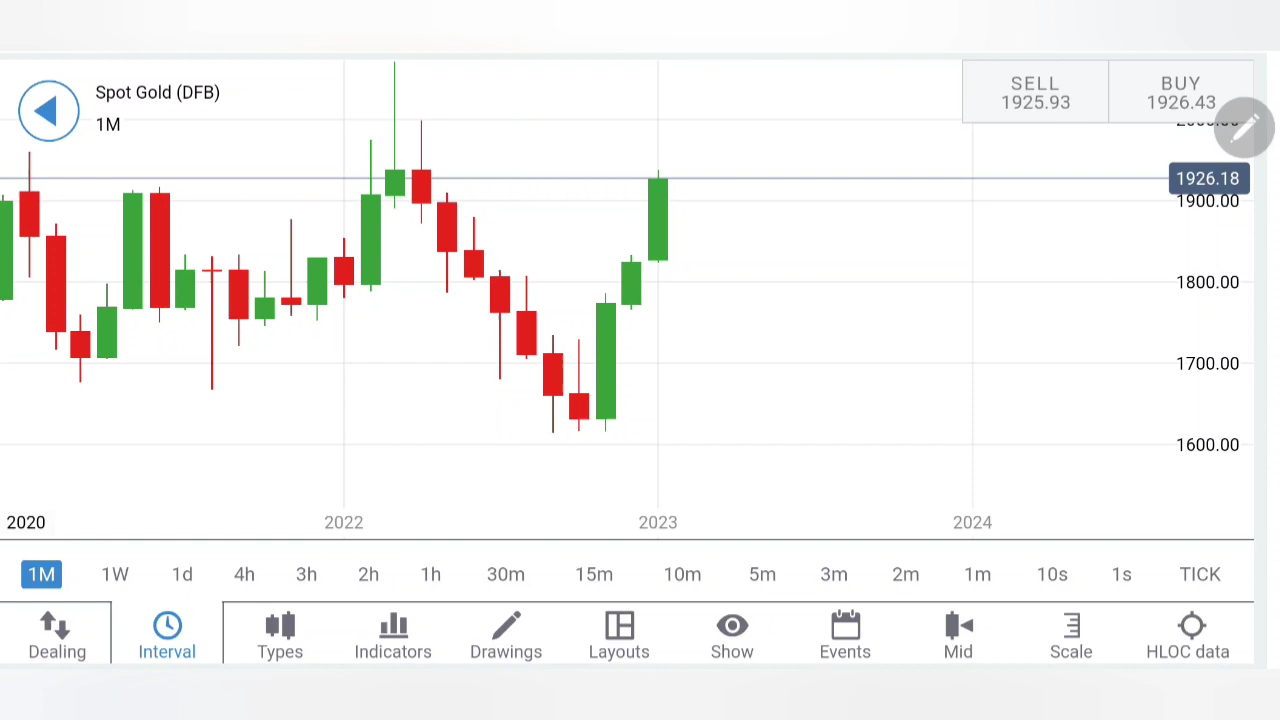 Spot Gold (DFB)
1M
SELL
1925.93
BUY
1926.43
1926.18
1900.00
1800.00
1700.00
1600.00
2020 2022 2023 2024
1M 1W 1d 4h 3h 2h 1h 30m 15m 10m 5m 3m 2m 1m 10s 1s TICK
Dealing Interval Types Indicators Drawings Layouts Show Events Mid Scale HLOC data